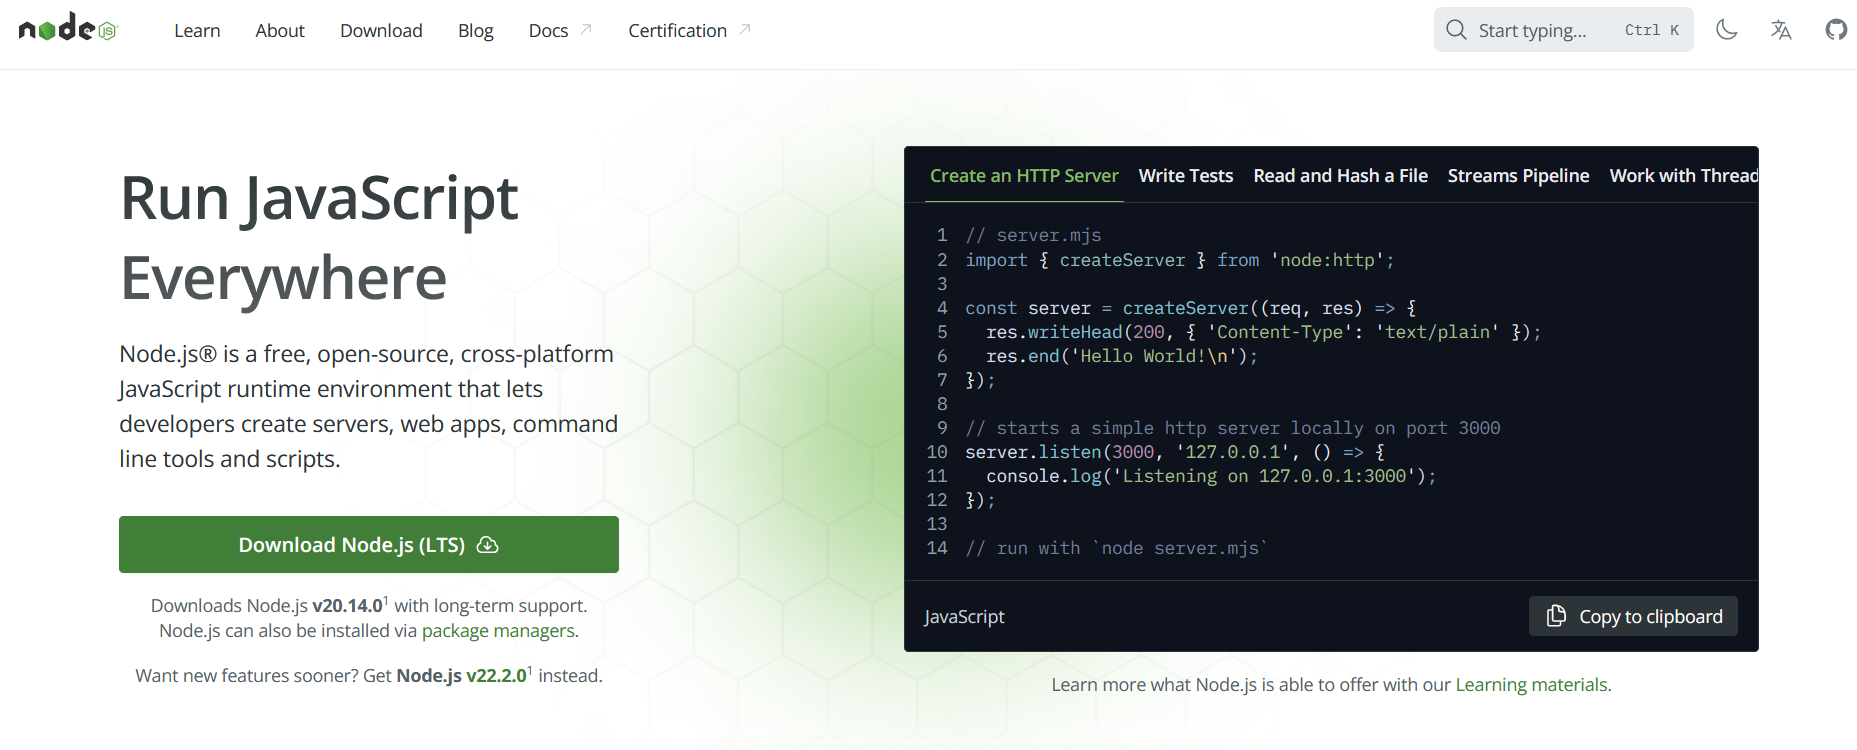 node JS
Learn About Download Blog Docs Certification Start typing... Ctrl K
Run JavaScript
Everywhere
Node.js® is a free, open-source, cross-platform
JavaScript runtime environment that lets
developers create servers, web apps, command
line tools and scripts.
Download Node.js (LTS)
Downloads Node.js v20.14.0¹ with long-term support.
Node.js can also be installed via package managers.
Want new features sooner? Get Node.js v22.2.0¹ instead.
Create an HTTP Server Write Tests Read and Hash a File Streams Pipeline Work with Thread
1 // server.mjs
2 import { createServer } from 'node:http';
3
4 const server = createServer((req, res) => {
5   res.writeHead(200, { 'Content-Type': 'text/plain' });
6   res.end('Hello World!\n');
7 });
8
9 // starts a simple http server locally on port 3000
10 server.listen(3000, '127.0.0.1', () => {
11   console.log('Listening on 127.0.0.1:3000');
12 });
13
14 // run with `node server.mjs`
JavaScript Copy to clipboard
Learn more what Node.js is able to offer with our Learning materials.